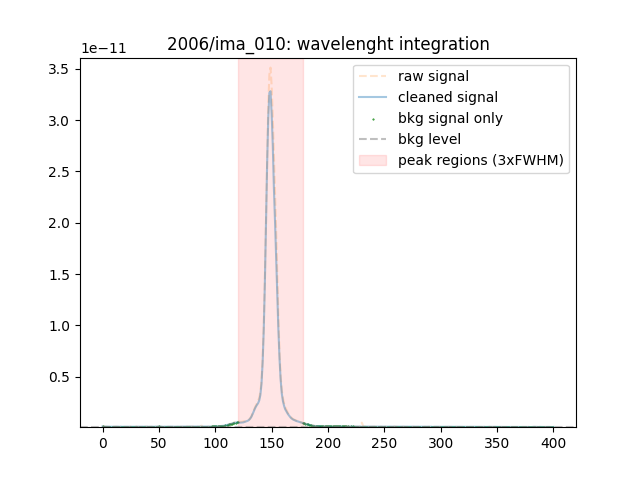 2006/ima_010: wavelenght integration
1e−11
3.5
3.0
2.5
2.0
1.5
1.0
0.5
raw signal
cleaned signal
bkg signal only
bkg level
peak regions (3xFWHM)
0 50 100 150 200 250 300 350 400